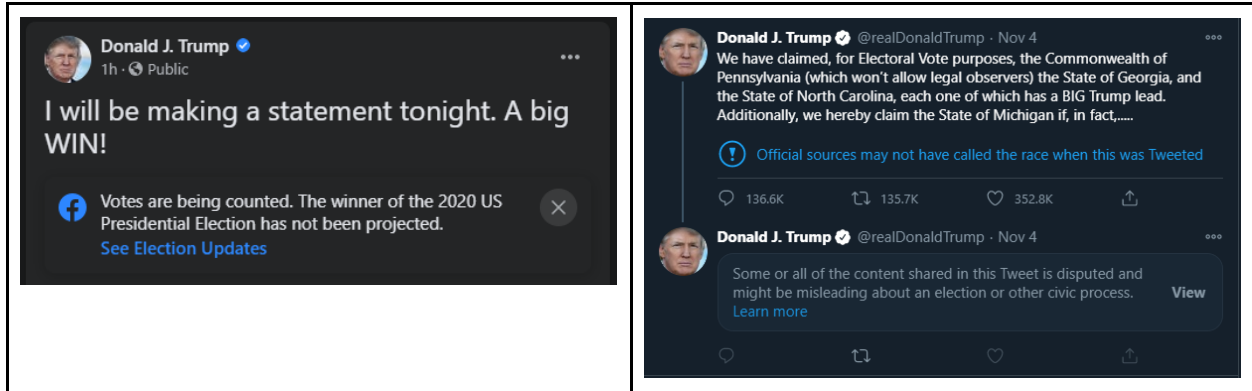 Donald J. Trump
1h · Public
I will be making a statement tonight. A big
WIN!
Votes are being counted. The winner of the 2020 US
Presidential Election has not been projected.
See Election Updates
Donald J. Trump @realDonaldTrump · Nov 4
We have claimed, for Electoral Vote purposes, the Commonwealth of
Pennsylvania (which won't allow legal observers) the State of Georgia, and
the State of North Carolina, each one of which has a BIG Trump lead.
Additionally, we hereby claim the State of Michigan if, in fact,.....
Official sources may not have called the race when this was Tweeted
136.6K 135.7K 352.8K
Donald J. Trump @realDonaldTrump · Nov 4
Some or all of the content shared in this Tweet is disputed and
might be misleading about an election or other civic process. View
Learn more